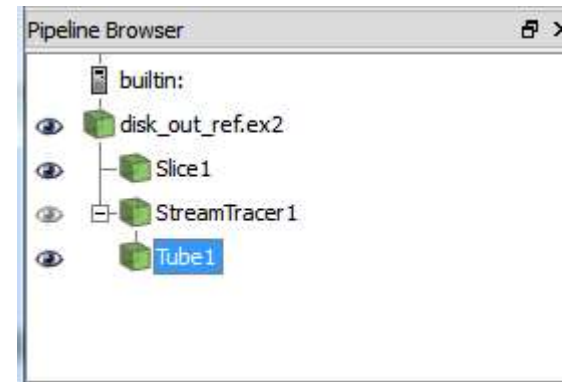 Pipeline Browser
builtin:
disk_out_ref.ex2
Slice1
StreamTracer1
Tube1